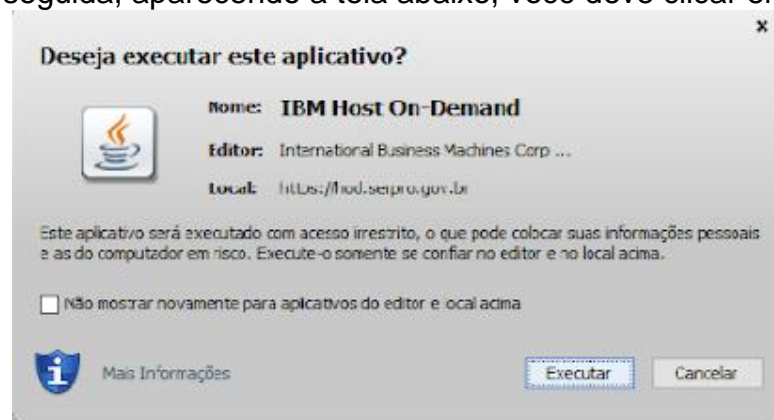 seguida, aparecendo a tela abaixo, você deve clicar
Deseja executar este aplicativo?
Nome: IBM Host On-Demand
Editor: International Business Machines Corp ...
Local: https://hod.serpro.gov.br
Este aplicativo será executado com acesso irrestrito, o que pode colocar suas informações pessoais
e as do computador em risco. Execute-o somente se confiar no editor e no local acima.
Não mostrar novamente para aplicativos do editor e local acima
Mais Informações
Executar
Cancelar